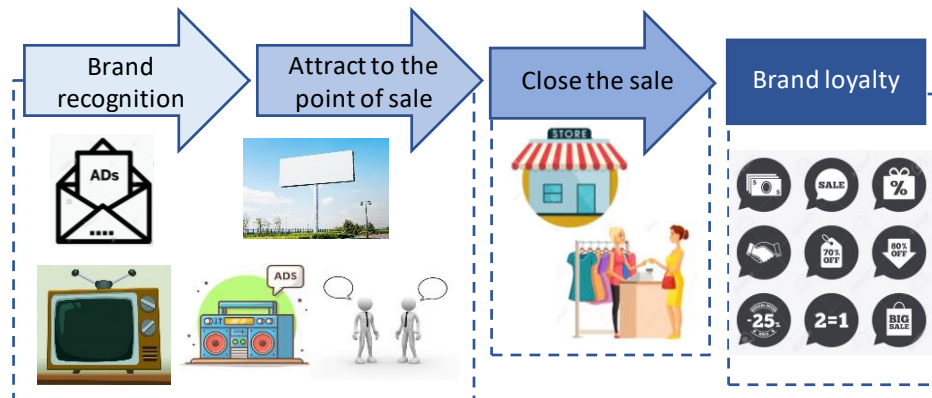 Brand
recognition
Attract to the
point of sale
Close the sale
Brand loyalty
ADs
STORE
ADS
SALE
%
70%
OFF
80%
OFF
-25%
2=1
BIG
SALE